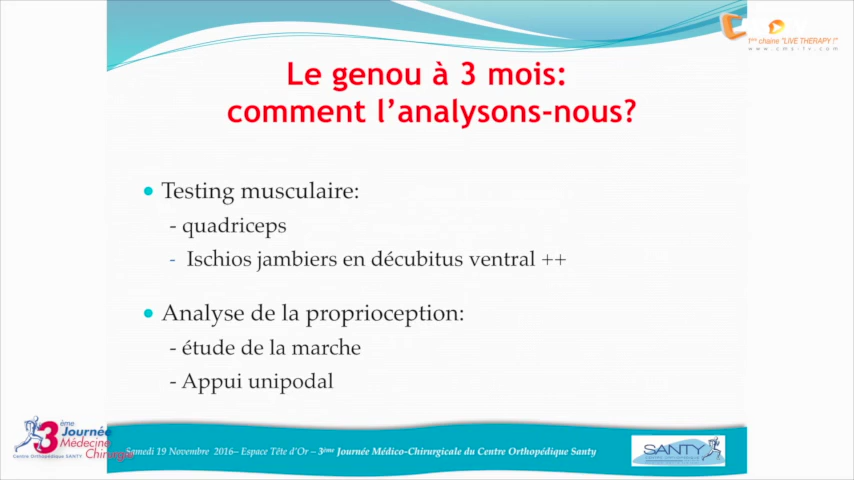 1ère chaîne "LIVE THERAPY !"
www.cms-tv.com
Le genou à 3 mois:
comment l'analysons-nous?
• Testing musculaire:
- quadriceps
- Ischios jambiers en décubitus ventral ++
• Analyse de la proprioception:
- étude de la marche
- Appui unipodal
3ème Journée
Médecine
Chirurgie
Centre Orthopédique SANTY
Samedi 19 Novembre 2016– Espace Tête d'Or – 3ème Journée Médico-Chirurgicale du Centre Orthopédique Santy
SANTY